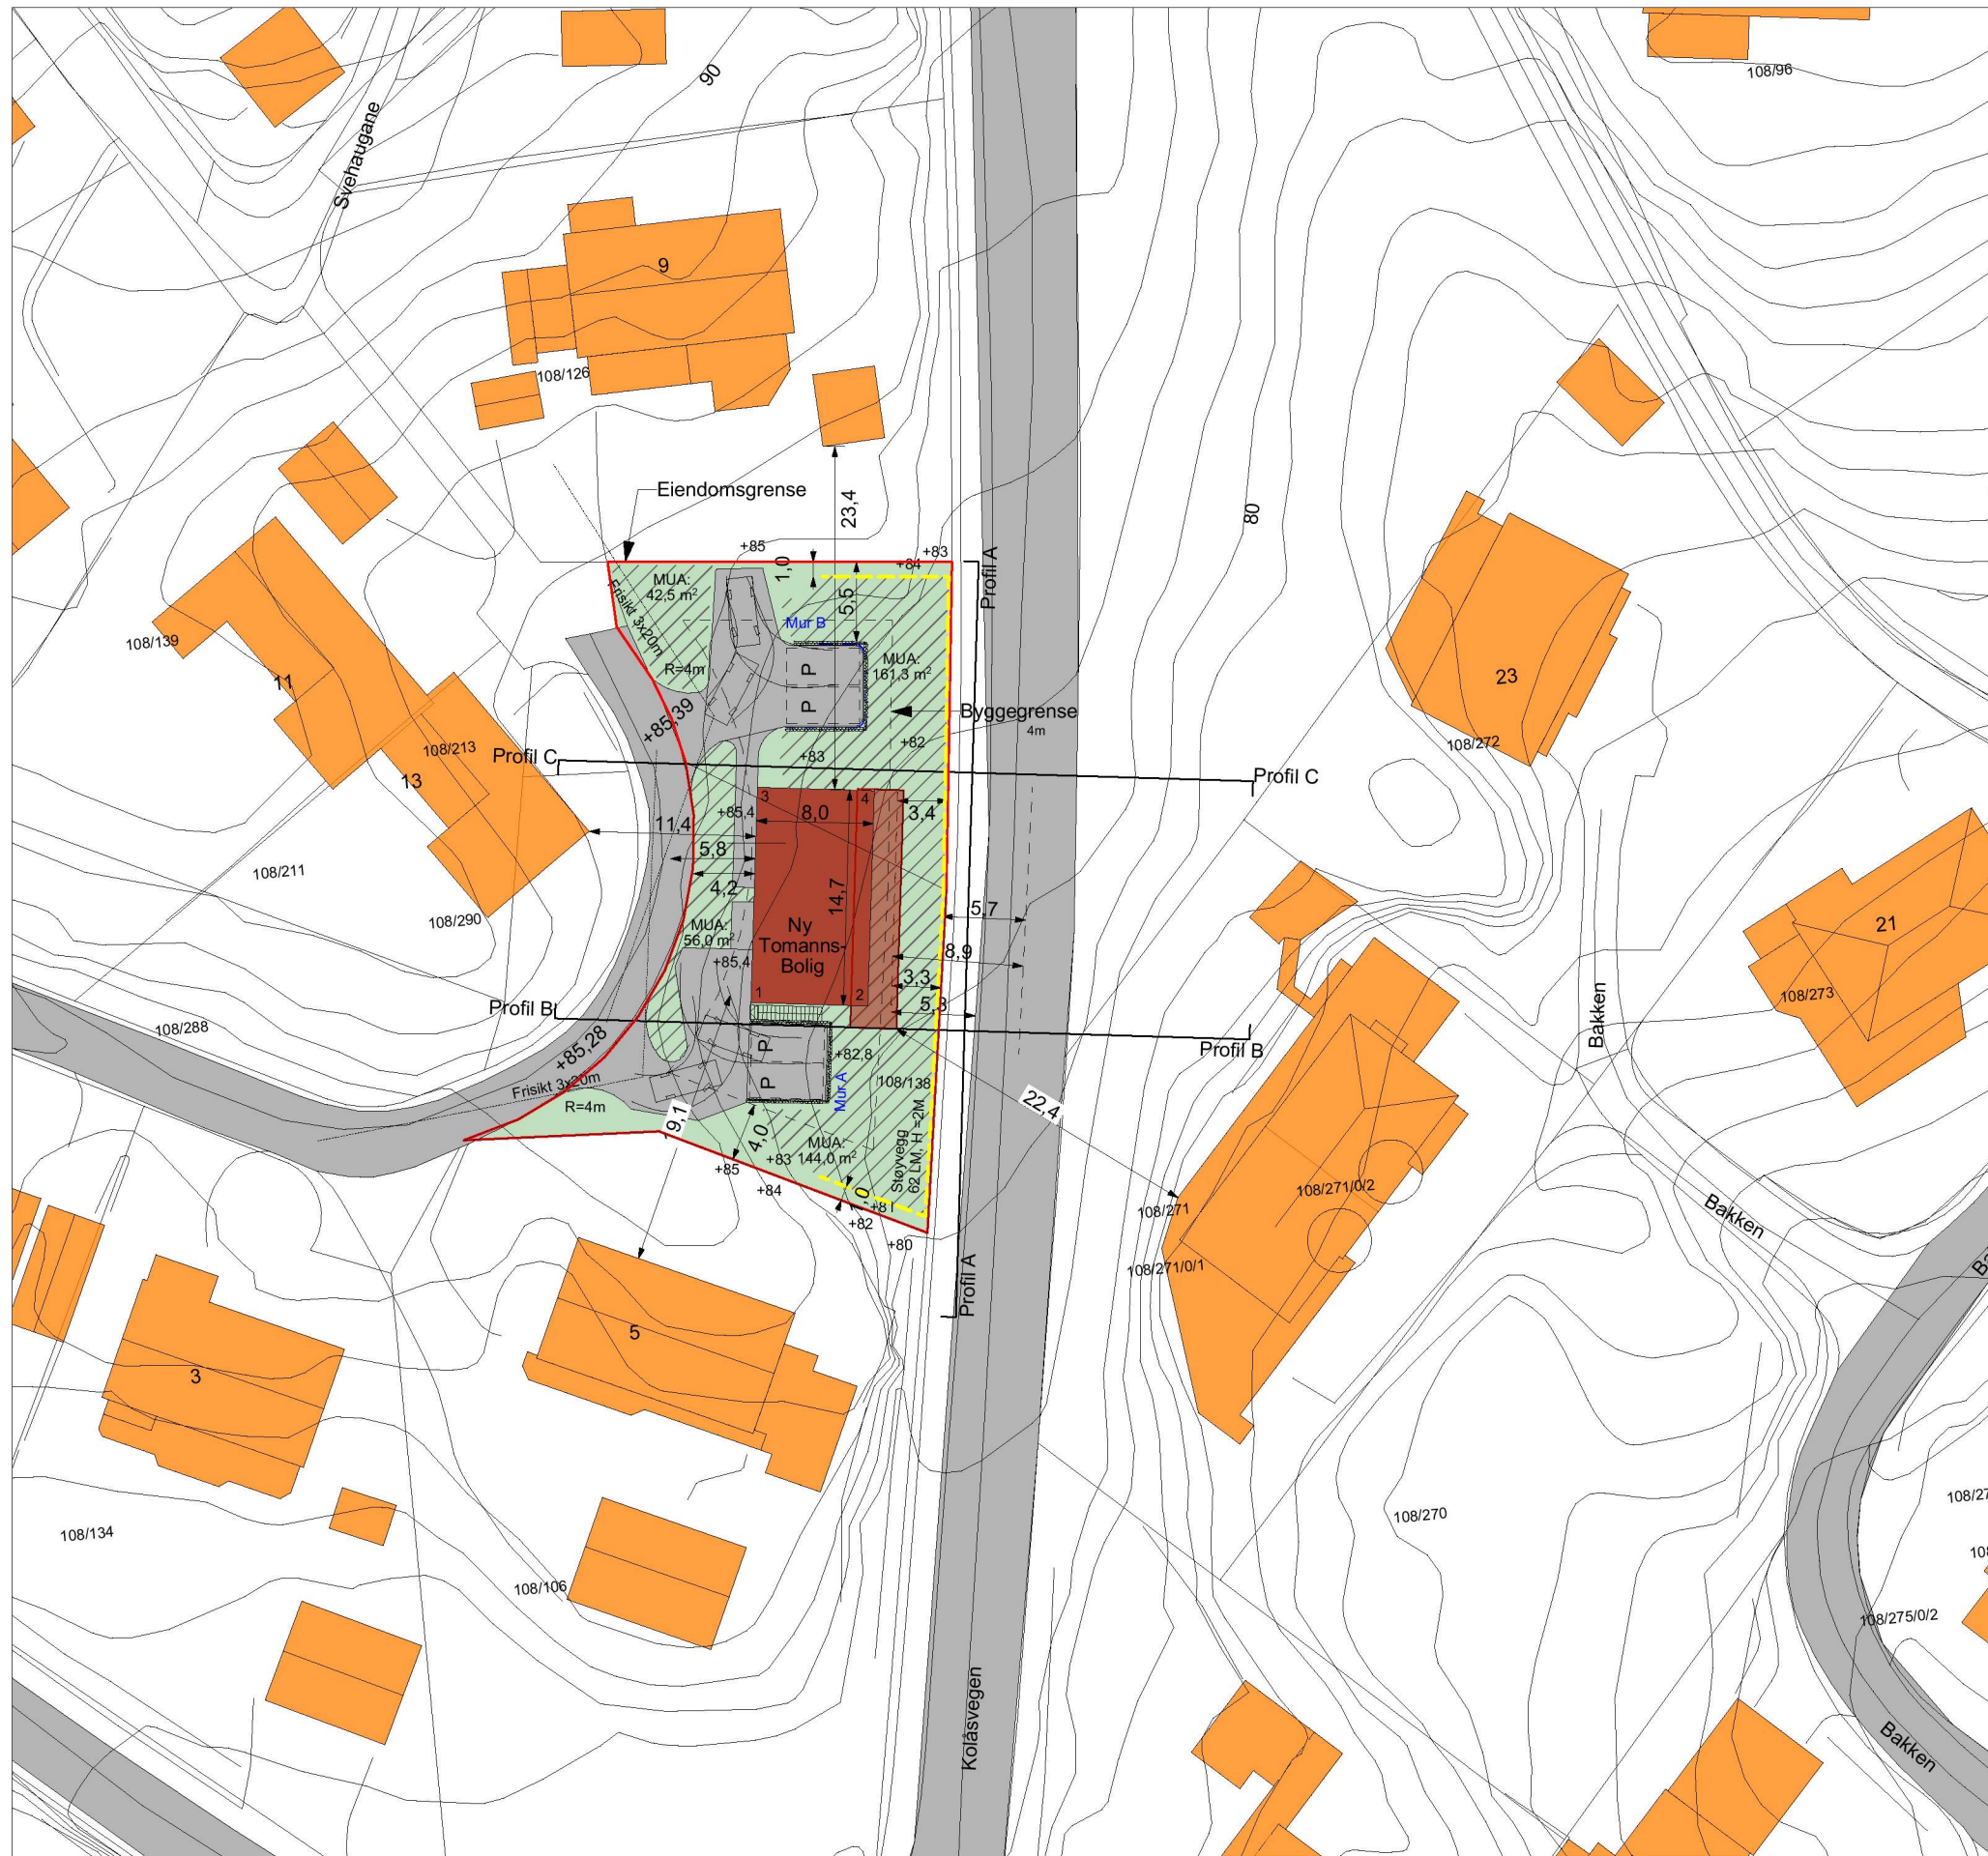 108/96
90
Svehaugane
9
108/126
Eiendomsgrense
23,4
80
+85
+83
+84
1,0
Profil A
5,5
MUA:
42,5 m²
Frisikt 3x20m
R=4m
Mur B
P
P
MUA:
161,3 m²
Byggegrense
4m
108/139
11
108/213
13
+85,39
+83
+82
23
108/272
Profil C
Profil C
3
4
+85,4
8,0
3,4
11,4
5,8
4,2
14,7
108/211
108/290
MUA:
56,0 m²
Ny
Tomanns-
Bolig
+85,4
5,7
8,9
3,3
5,3
21
108/273
Bakken
1
2
Profil B
Profil B
108/288
+85,28
Frisikt 3x20m
R=4m
P
P
+82,8
Mur A
108/138
22,4
9,1
4,0
MUA:
144,0 m²
+83
+85
+84
Støyvegg
62 LM, H =2M
+81
+82
+80
108/271/0/2
108/271
108/271/0/1
Bakken
Profil A
5
3
108/134
108/106
108/270
108/275/0/2
Kolåsvegen
Bakken